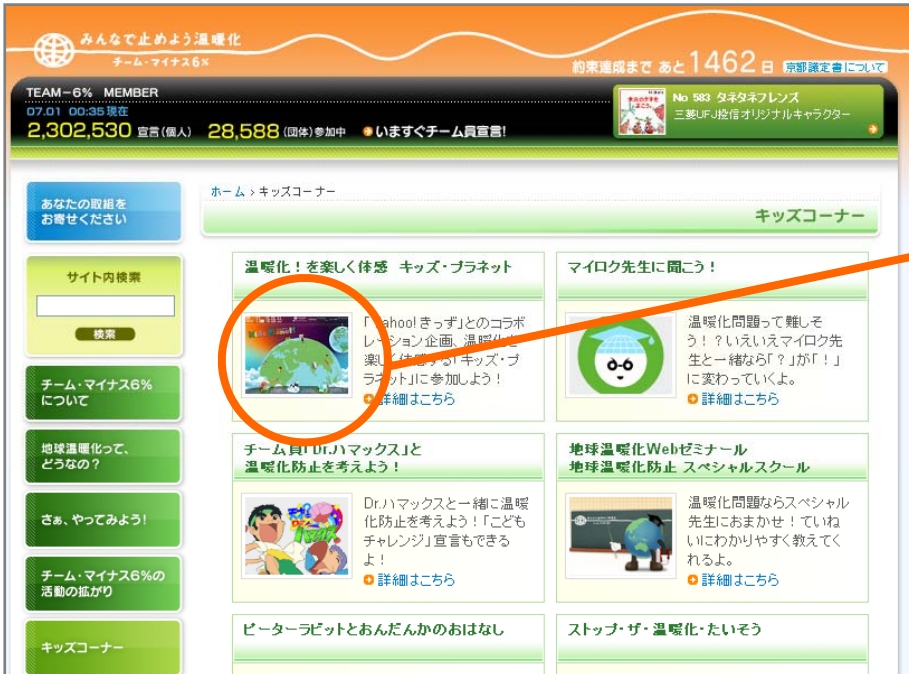 みんなで止めよう温暖化
チーム・マイナス6%
約束達成まで あと1462日 京都議定書について
TEAM-6% MEMBER
07.01 00:35現在
2,302,530 宣言(個人) 28,588(団体)参加中 いますぐチーム員宣言!
No 583 タネタネフレンズ
三菱UFJ投信オリジナルキャラクター
あなたの取組を
お寄せください
サイト内検索
検索
チーム・マイナス6%
について
地球温暖化って、
どうなの?
さぁ、やってみよう!
チーム・マイナス6%の
活動の拡がり
キッズコーナー
ホーム > キッズコーナー
キッズコーナー
温暖化!を楽しく体感 キッズ・プラネット
「Yahoo!きっず」とのコラボ
レーション企画、温暖化を
楽しく体感する「キッズ・プ
ラネット」に参加しよう!
詳細はこちら
マイロク先生に聞こう!
温暖化問題って難しそ
う!?いいえマイロク先
生と一緒なら「?」が「!」
に変わっていくよ。
詳細はこちら
チーム員「Dr.ハマックス」と
温暖化防止を考えよう!
Dr.ハマックスと一緒に温暖
化防止を考えよう!「こども
チャレンジ」宣言もできる
よ!
詳細はこちら
地球温暖化Webゼミナール
地球温暖化防止 スペシャルスクール
温暖化問題ならスペシャル
先生におまかせ!ていね
いにわかりやすく教えてく
れるよ。
詳細はこちら
ピーターラビットとおんだんかのおはなし
ストップ・ザ・温暖化・たいそう